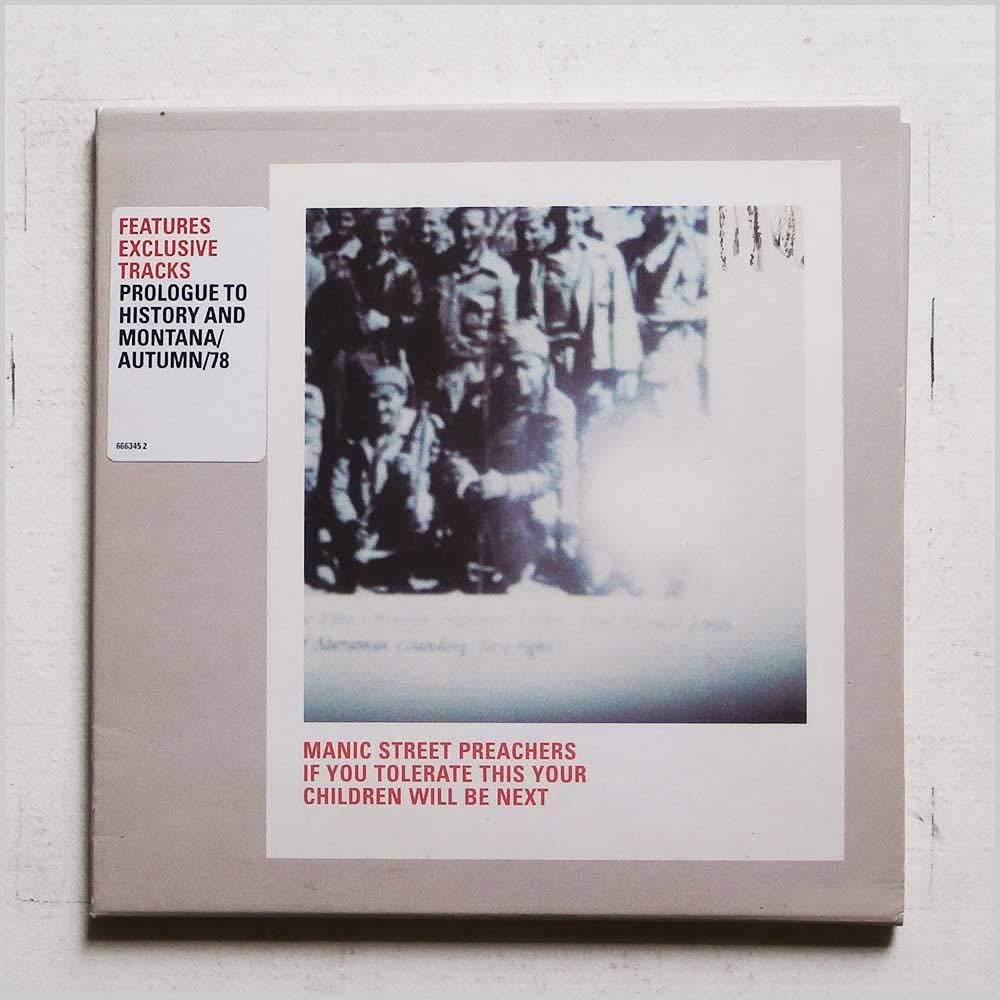 FEATURES
EXCLUSIVE
TRACKS
PROLOGUE TO
HISTORY AND
MONTANA/
AUTUMN/78
666345 2
MANIC STREET PREACHERS
IF YOU TOLERATE THIS YOUR
CHILDREN WILL BE NEXT